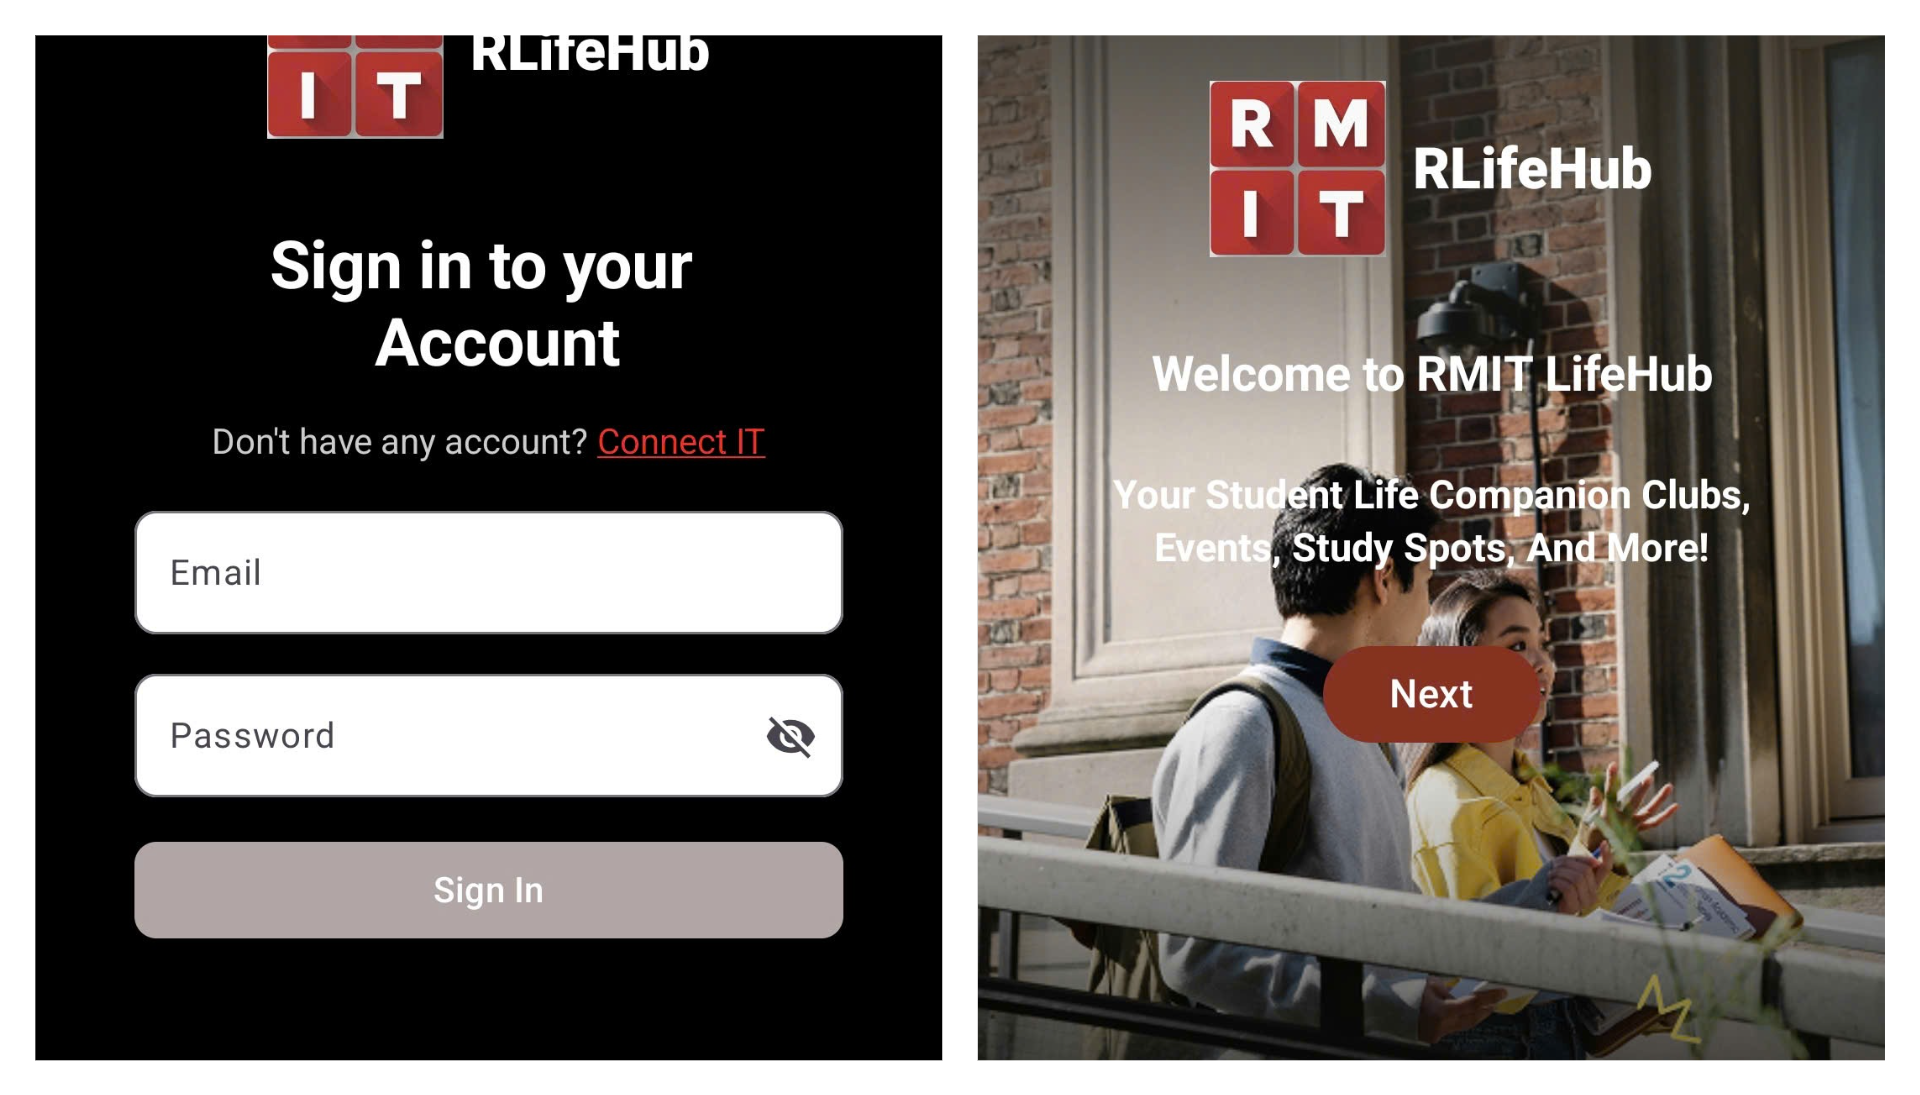 I T
RLifeHub
Sign in to your
Account
Don't have any account? Connect IT
Email
Password
Sign In
R M
I T
RLifeHub
Welcome to RMIT LifeHub
Your Student Life Companion Clubs,
Events, Study Spots, And More!
Next
2